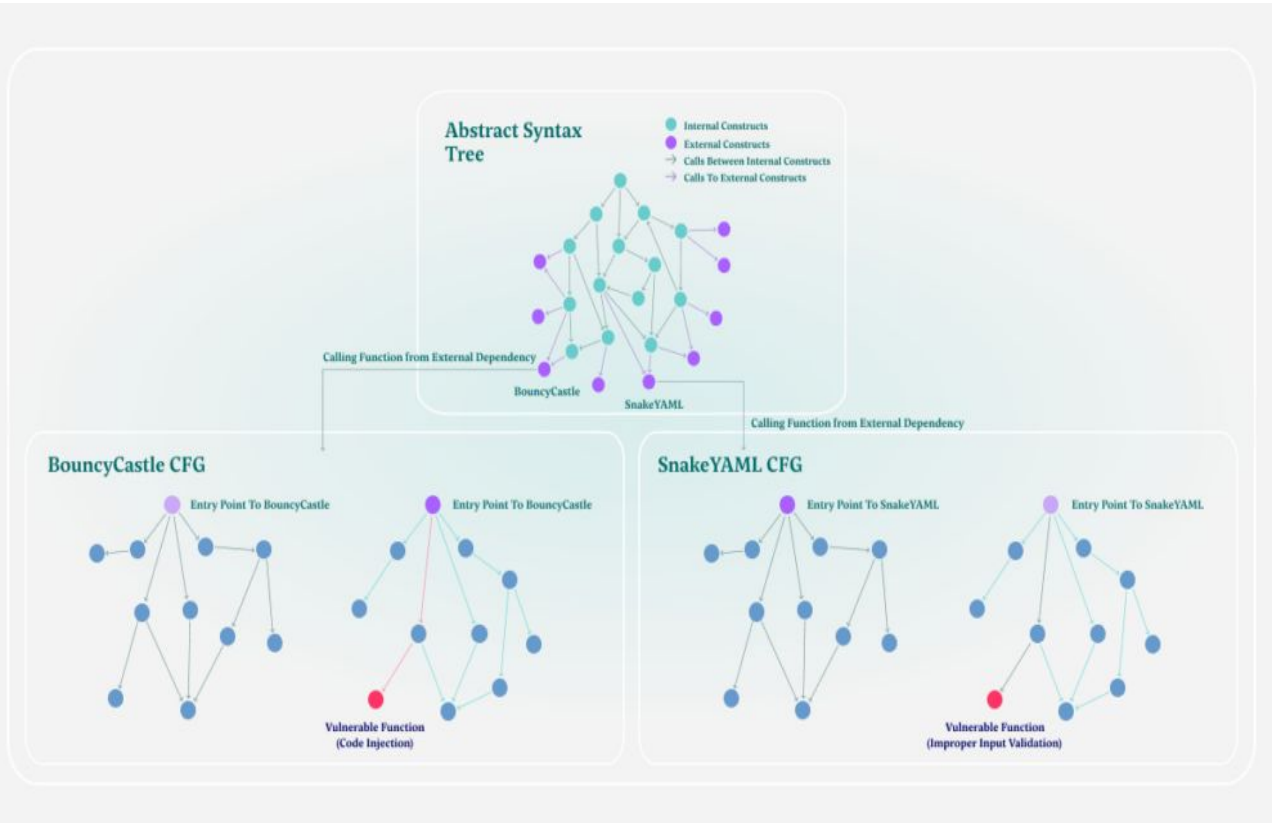 Abstract Syntax
Tree
Internal Constructs
External Constructs
Calls Between Internal Constructs
Calls To External Constructs
Calling Function from External Dependency
BouncyCastle
SnakeYAML
Calling Function from External Dependency
BouncyCastle CFG
Entry Point To BouncyCastle
Entry Point To BouncyCastle
Vulnerable Function
(Code Injection)
SnakeYAML CFG
Entry Point To SnakeYAML
Entry Point To SnakeYAML
Vulnerable Function
(Improper Input Validation)